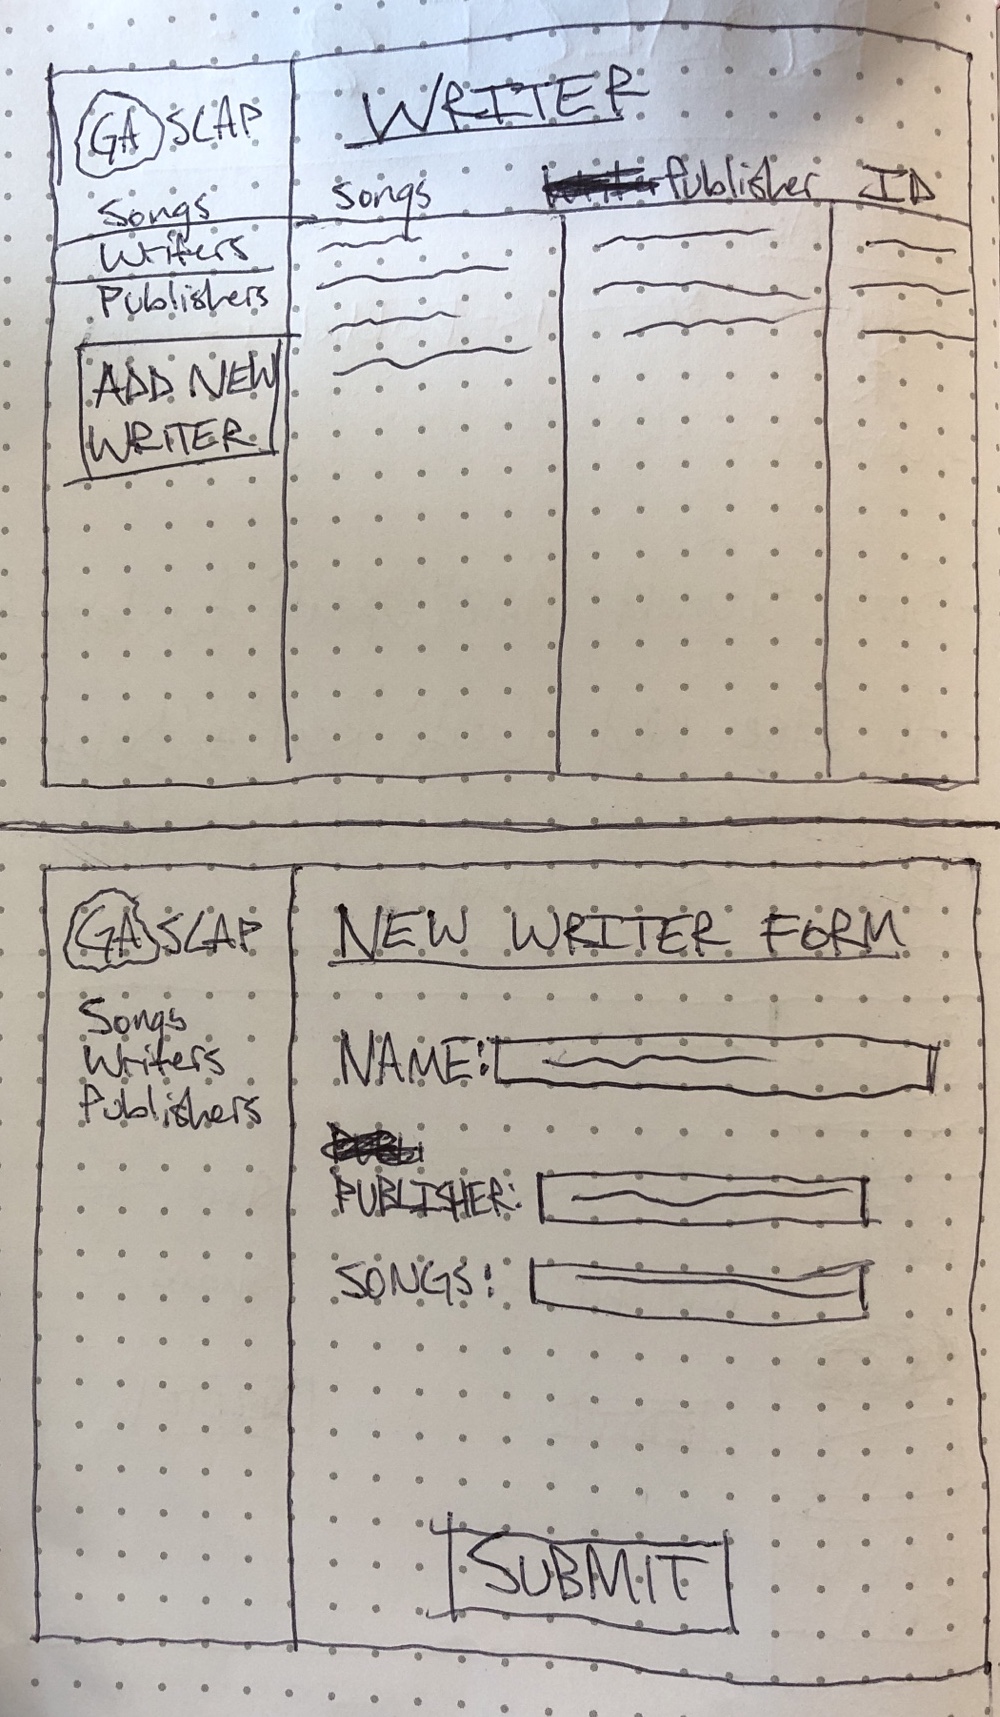 GA SCAP
Songs
Writers
Publishers
ADD NEW
WRITER
WRITER
Songs Publisher ID
GA SCAP
Songs
Writers
Publishers
NEW WRITER FORM
NAME:
PUBLISHER:
SONGS:
SUBMIT